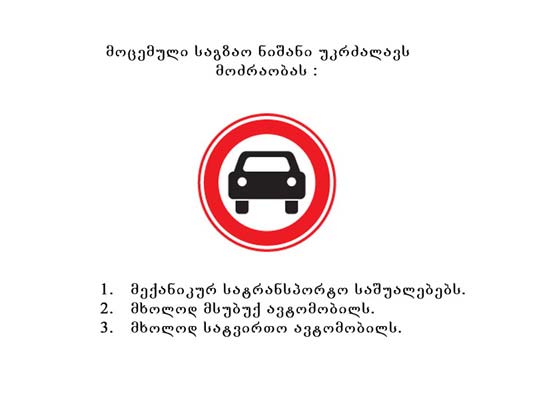 მოცემული საგზაო ნიშანი უკრძალავს
მოძრაობას :
1. მექანიკურ სატრანსპორტო საშუალებებს.
2. მხოლოდ მსუბუქ ავტომობილს.
3. მხოლოდ სატვირთო ავტომობილს.